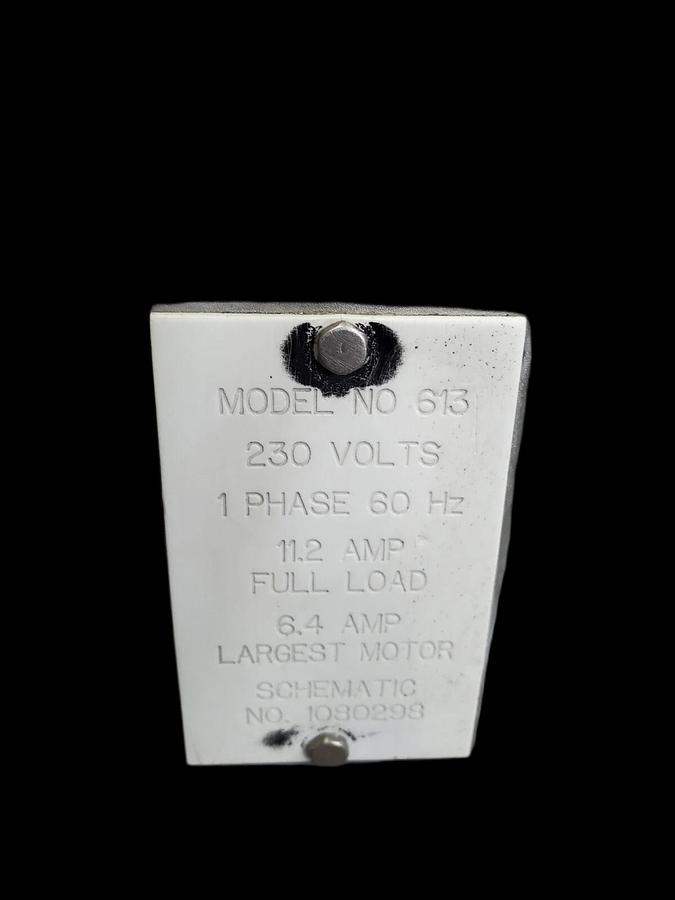 MODEL NO 613
230 VOLTS
1 PHASE 60 Hz
11.2 AMP
FULL LOAD
6.4 AMP
LARGEST MOTOR
SCHEMATIC
NO. 1080298